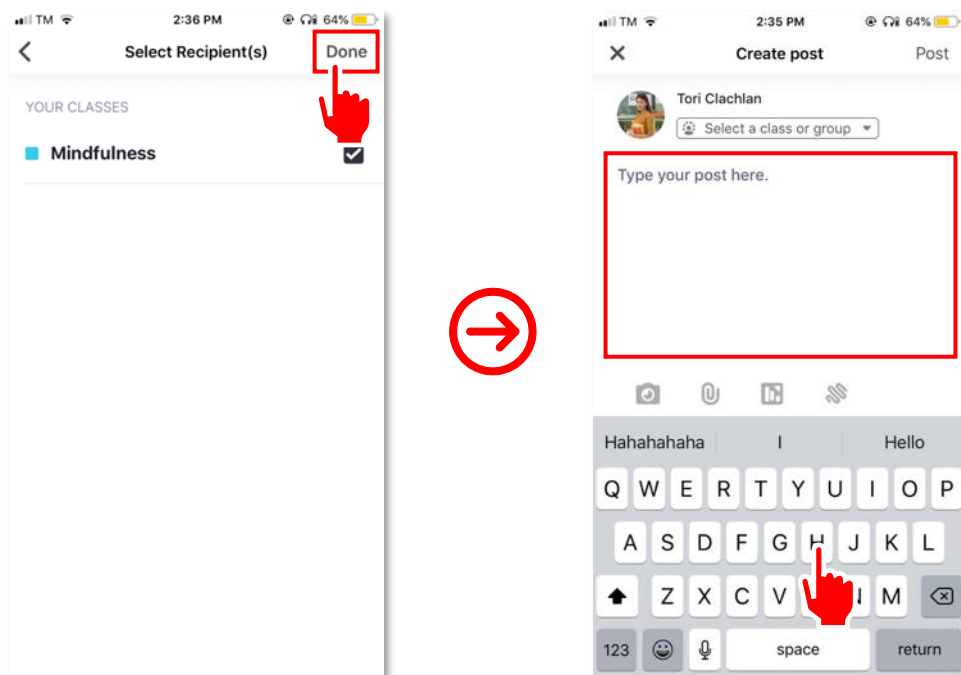 TM 2:36 PM 64%
Select Recipient(s) Done
YOUR CLASSES
Mindfulness
TM 2:35 PM 64%
Create post Post
Tori Clachlan
Select a class or group
Type your post here.
Hahahahaha I Hello
Q W E R T Y U I O P
A S D F G H J K L
Z X C V N M
123 space return